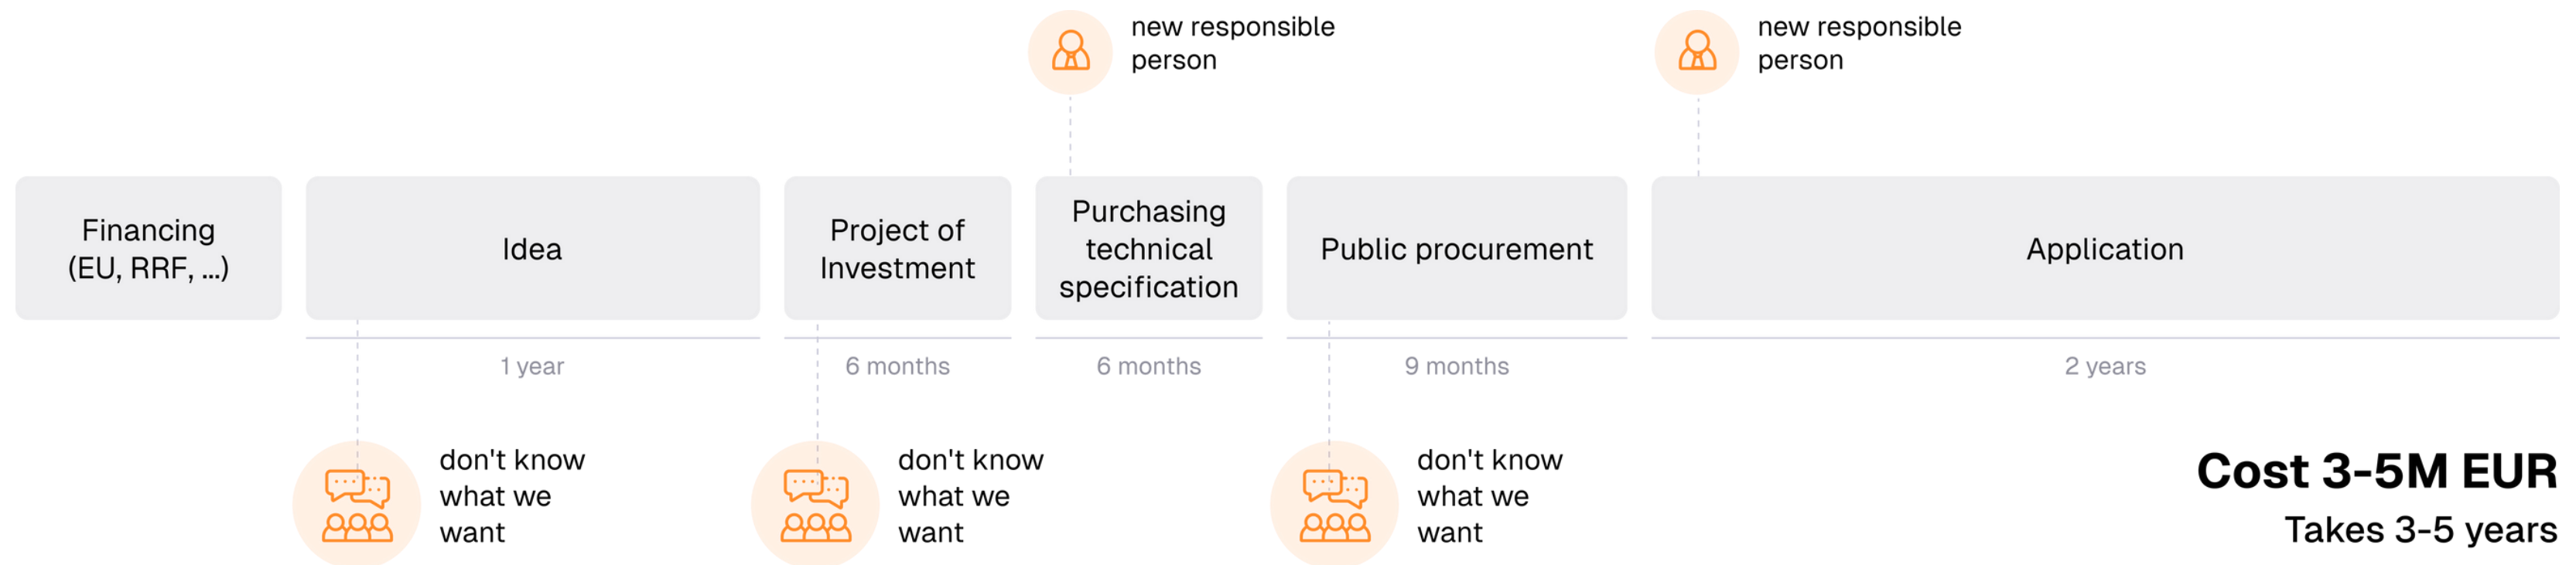 new responsible
person
new responsible
person
Financing
(EU, RRF, ...)
Idea
Project of
Investment
Purchasing
technical
specification
Public procurement
Application
1 year
6 months
6 months
9 months
2 years
don't know
what we
want
don't know
what we
want
don't know
what we
want
Cost 3-5M EUR
Takes 3-5 years